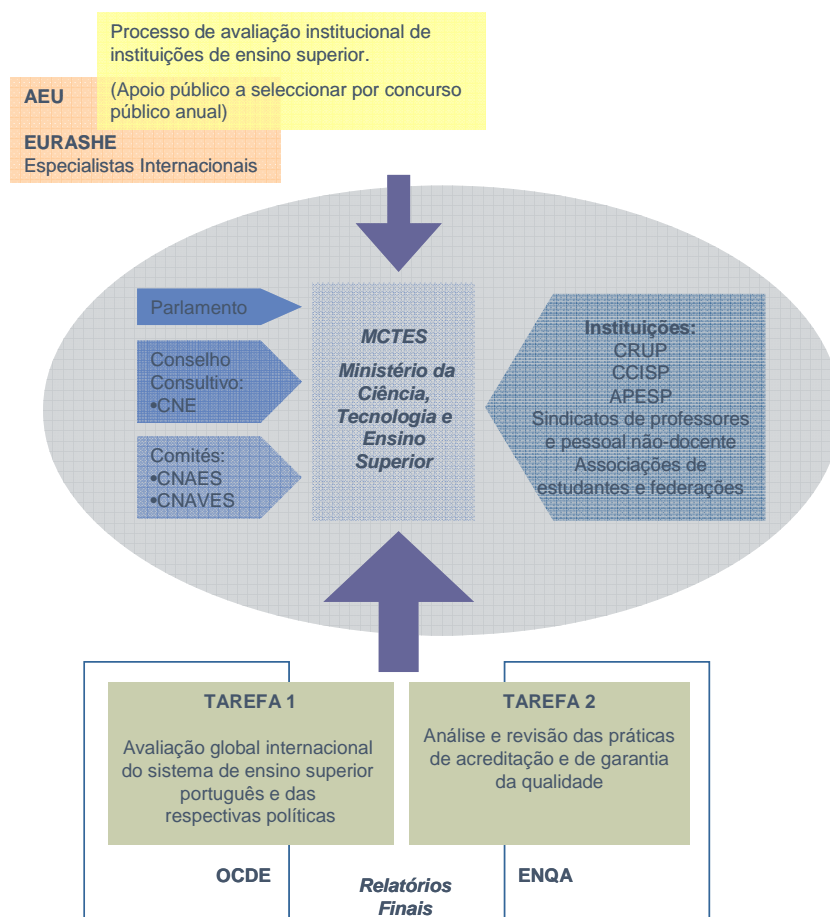 Processo de avaliação institucional de
instituições de ensino superior.
(Apoio público a seleccionar por concurso
público anual)
AEU
EURASHE
Especialistas Internacionais
Parlamento
Conselho
Consultivo:
•CNE
Comités:
•CNAES
•CNAVES
MCTES
Ministério da
Ciência,
Tecnologia e
Ensino
Superior
Instituições:
CRUP
CCISP
APESP
Sindicatos de professores
e pessoal não-docente
Associações de
estudantes e federações
TAREFA 1
Avaliação global internacional
do sistema de ensino superior
português e das
respectivas políticas
OCDE
TAREFA 2
Análise e revisão das práticas
de acreditação e de garantia
da qualidade
ENQA
Relatórios
Finais